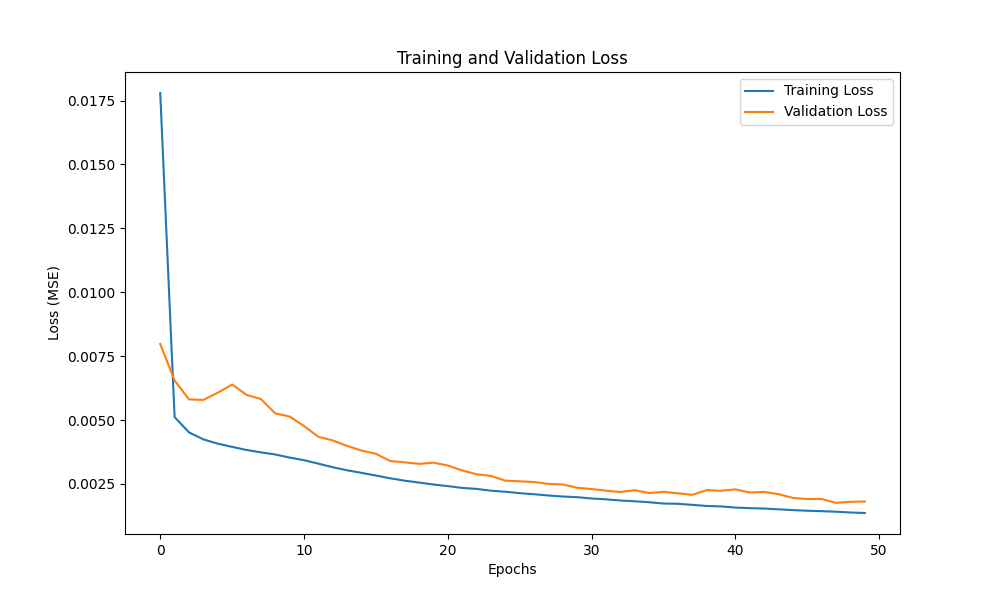 Training and Validation Loss
Training Loss
Validation Loss
0.0175
0.0150
0.0125
0.0100
0.0075
0.0050
0.0025
Loss (MSE)
0 10 20 30 40 50
Epochs